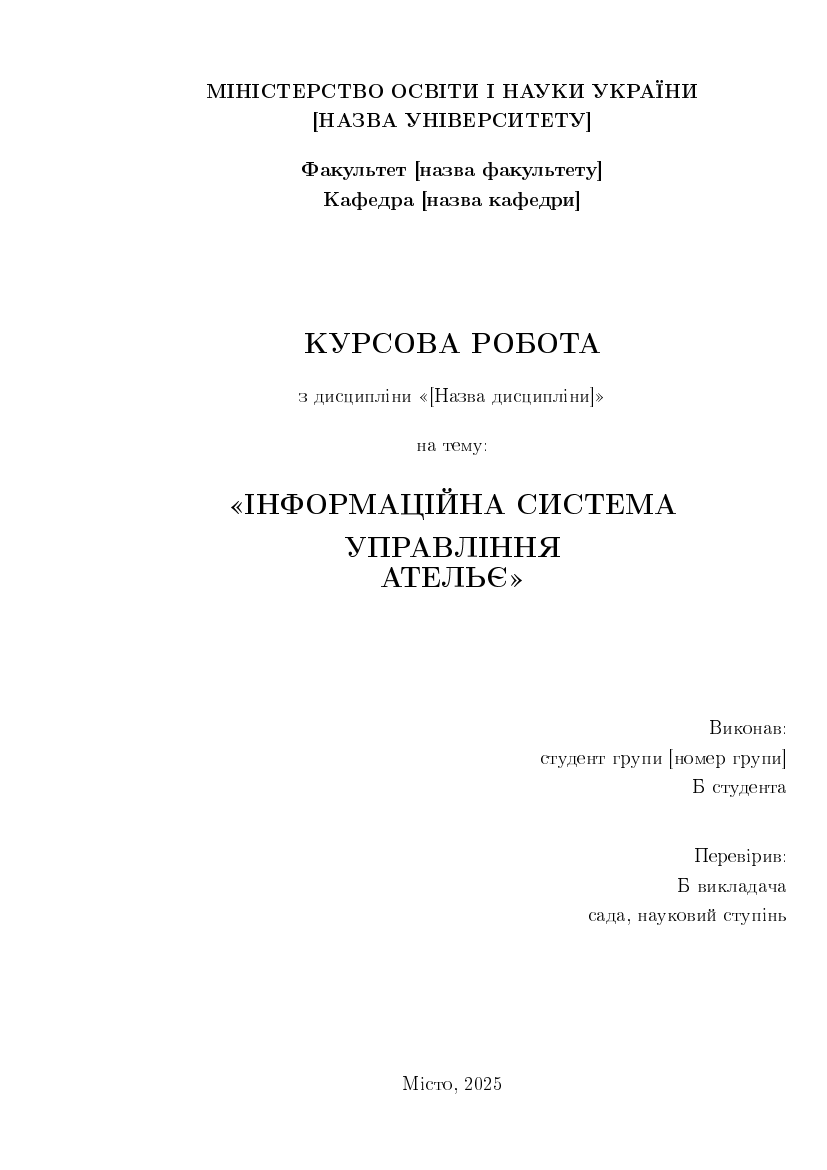 МІНІСТЕРСТВО ОСВІТИ І НАУКИ УКРАЇНИ
[НАЗВА УНІВЕРСИТЕТУ]
Факультет [назва факультету]
Кафедра [назва кафедри]
КУРСОВА РОБОТА
з дисципліни «[Назва дисципліни]»
на тему:
«ІНФОРМАЦІЙНА СИСТЕМА
УПРАВЛІННЯ
АТЕЛЬЄ»
Виконав:
студент групи [номер групи]
Б студента
Перевірив:
Б викладача
сада, науковий ступінь
Місто, 2025